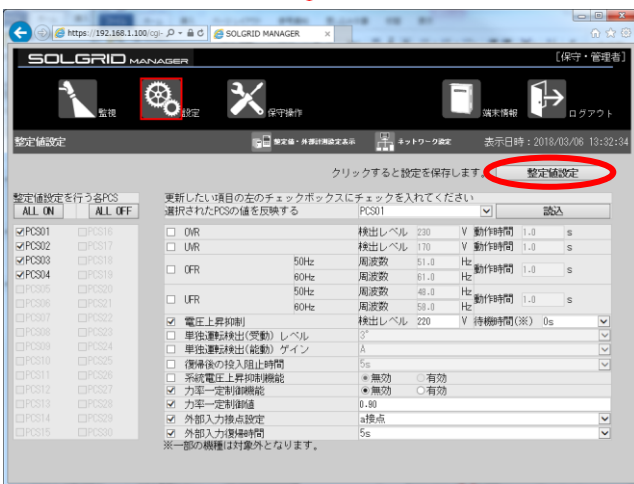 https://192.168.1.100/cgi-
SOLGRID MANAGER
SOLGRID MANAGER
[保守・管理者]
監視
設定
保守操作
端末情報
ログアウト
整定値設定
整定値・外部計測設定表示
ネットワーク設定
表示日時：2018/03/06 13:32:34
クリックすると設定を保存します。
整定値設定
整定値設定を行う各PCS
更新したい項目の左のチェックボックスにチェックを入れてください
ALL ON
ALL OFF
選択されたPCSの値を反映する
PCS01
読込
PCS01 PCS16
OVR 検出レベル 230 V 動作時間 1.0 s
PCS02 PCS17
UVR 検出レベル 170 V 動作時間 1.0 s
PCS03 PCS18
OFR 50Hz 周波数 51.0 Hz 動作時間 1.0 s
PCS04 PCS19
60Hz 周波数 61.0 Hz
PCS05 PCS20
UFR 50Hz 周波数 48.0 Hz 動作時間 1.0 s
PCS06 PCS21
60Hz 周波数 58.0 Hz
PCS07 PCS22
電圧上昇抑制 検出レベル 220 V 待機時間(※) 0s
PCS08 PCS23
単独運転検出(受動) レベル 3°
PCS09 PCS24
単独運転検出(能動) ゲイン A
PCS10 PCS25
復帰後の投入阻止時間 5s
PCS11 PCS26
系統電圧上昇抑制機能 無効 有効
PCS12 PCS27
力率一定制御機能 無効 有効
PCS13 PCS28
力率一定制御値 0.90
PCS14 PCS29
外部入力接点設定 a接点
PCS15 PCS30
外部入力復帰時間 5s
※一部の機種は対象外となります。